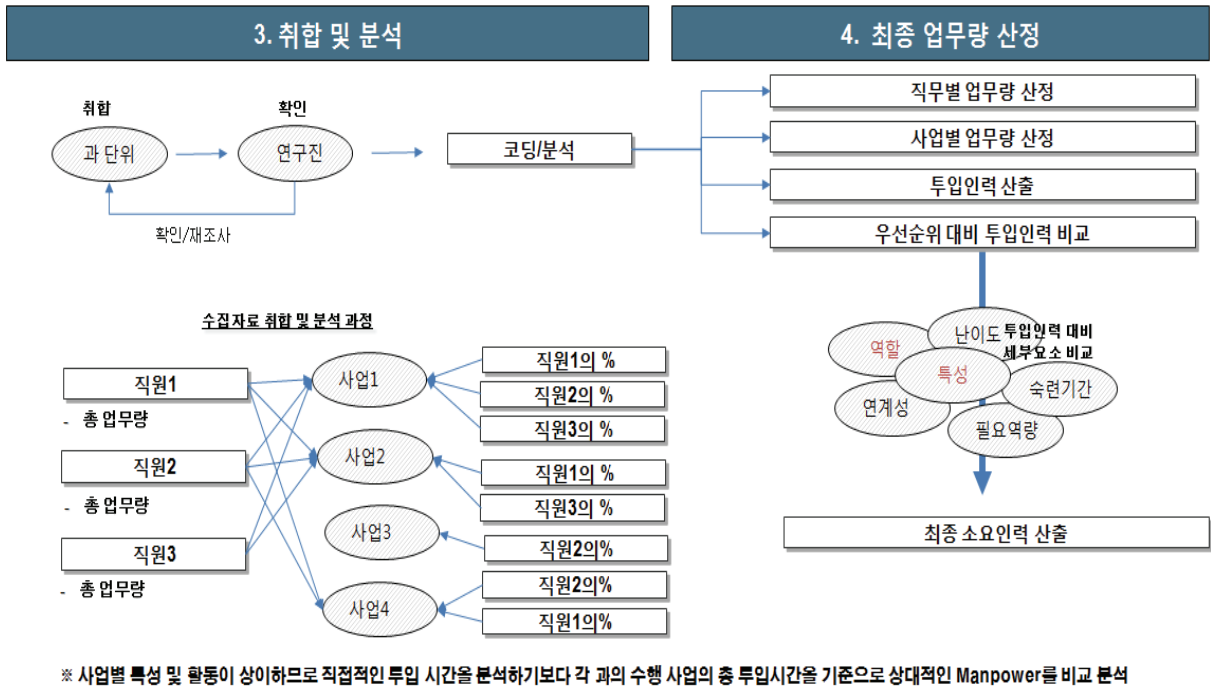 3. 취합 및 분석
4. 최종 업무량 산정
취합
확인
과 단위
연구진
확인/재조사
코딩/분석
직무별 업무량 산정
사업별 업무량 산정
투입인력 산출
우선순위 대비 투입인력 비교
수집자료 취합 및 분석 과정
직원1
- 총 업무량
직원2
- 총 업무량
직원3
- 총 업무량
사업1
사업2
사업3
사업4
직원1의 %
직원2의 %
직원3의 %
직원1의 %
직원3의 %
직원2의%
직원2의%
직원1의%
역할
난이도
투입인력 대비
세부요소 비교
특성
연계성
숙련기간
필요역량
최종 소요인력 산출
※ 사업별 특성 및 활동이 상이하므로 직접적인 투입 시간을 분석하기보다 각 과의 수행 사업의 총 투입시간을 기준으로 상대적인 Manpower를 비교 분석